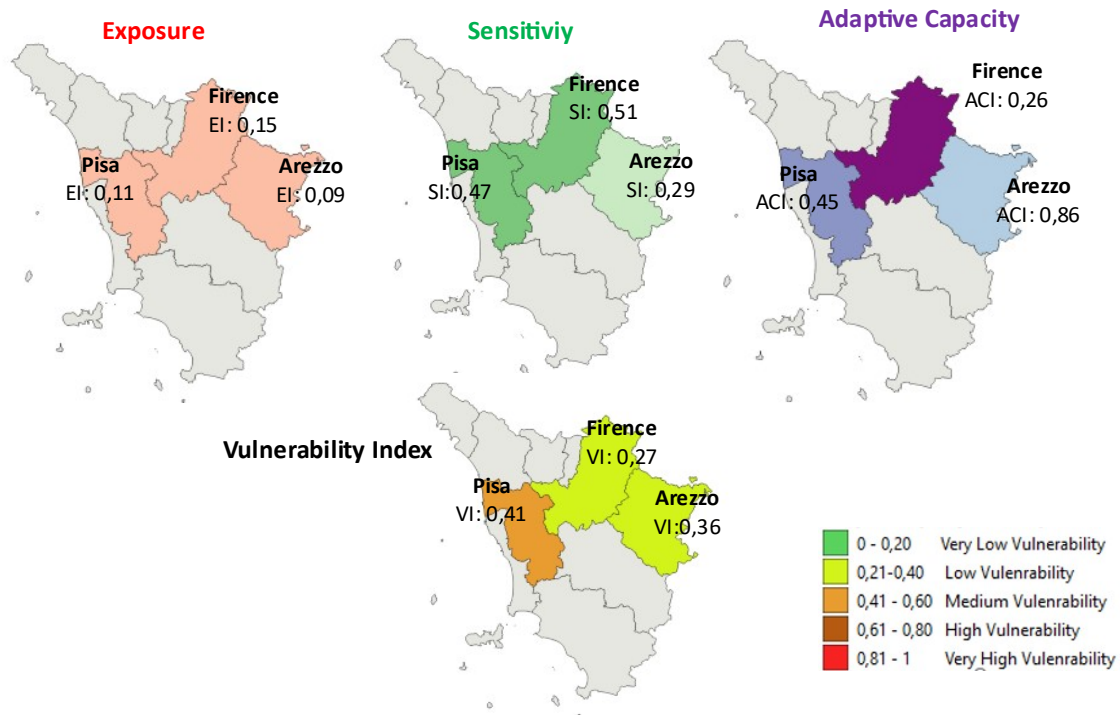 Exposure
Firence
EI: 0,15
Pisa
EI: 0,11
Arezzo
EI: 0,09
Sensitiviy
Firence
SI: 0,51
Pisa
SI:0,47
Arezzo
SI: 0,29
Adaptive Capacity
Firence
ACI: 0,26
Pisa
ACI: 0,45
Arezzo
ACI: 0,86
Vulnerability Index
Firence
VI: 0,27
Pisa
VI: 0,41
Arezzo
VI:0,36
0 - 0,20 Very Low Vulnerability
0,21-0,40 Low Vulenrability
0,41 - 0,60 Medium Vulenrability
0,61 - 0,80 High Vulnerability
0,81 - 1 Very High Vulenrability